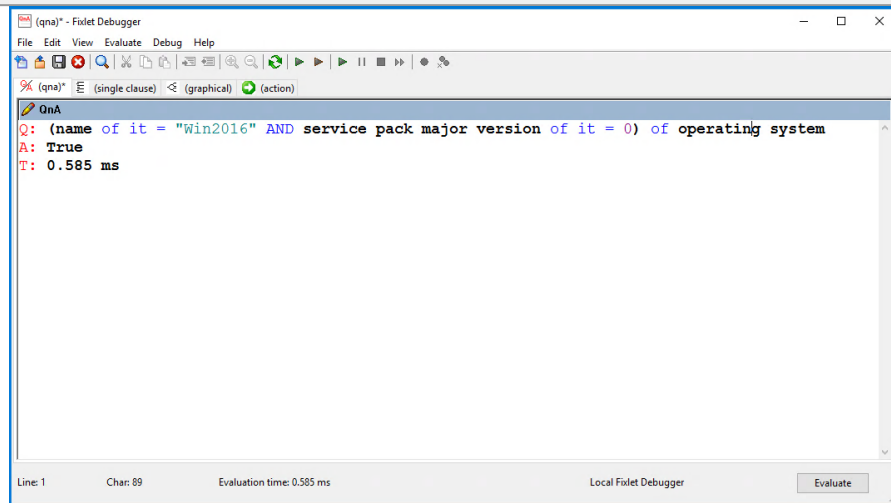 (qna)* - Fixlet Debugger
File Edit View Evaluate Debug Help
(qna)* (single clause) (graphical) (action)
QnA
Q: (name of it = "Win2016" AND service pack major version of it = 0) of operating system
A: True
T: 0.585 ms
Line: 1 Char: 89 Evaluation time: 0.585 ms Local Fixlet Debugger Evaluate